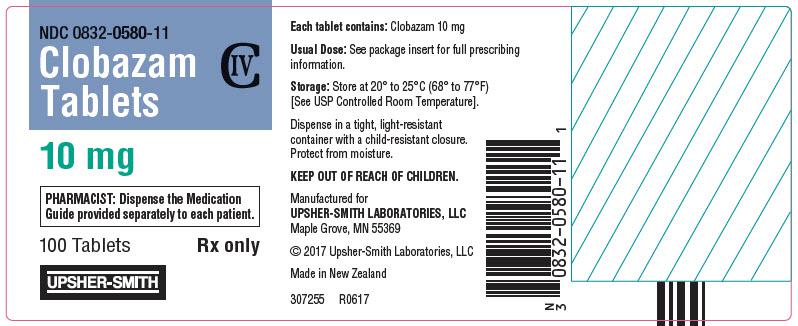 NDC 0832-0580-11
Clobazam
Tablets
CIV
10 mg
PHARMACIST: Dispense the Medication
Guide provided separately to each patient.
100 Tablets Rx only
UPSHER-SMITH
Each tablet contains: Clobazam 10 mg
Usual Dose: See package insert for full prescribing
information.
Storage: Store at 20° to 25°C (68° to 77°F)
[See USP Controlled Room Temperature].
Dispense in a tight, light-resistant
container with a child-resistant closure.
Protect from moisture.
KEEP OUT OF REACH OF CHILDREN.
Manufactured for
UPSHER-SMITH LABORATORIES, LLC
Maple Grove, MN 55369
© 2017 Upsher-Smith Laboratories, LLC
Made in New Zealand
307255 R0617
N
3 0832-0580-11 1